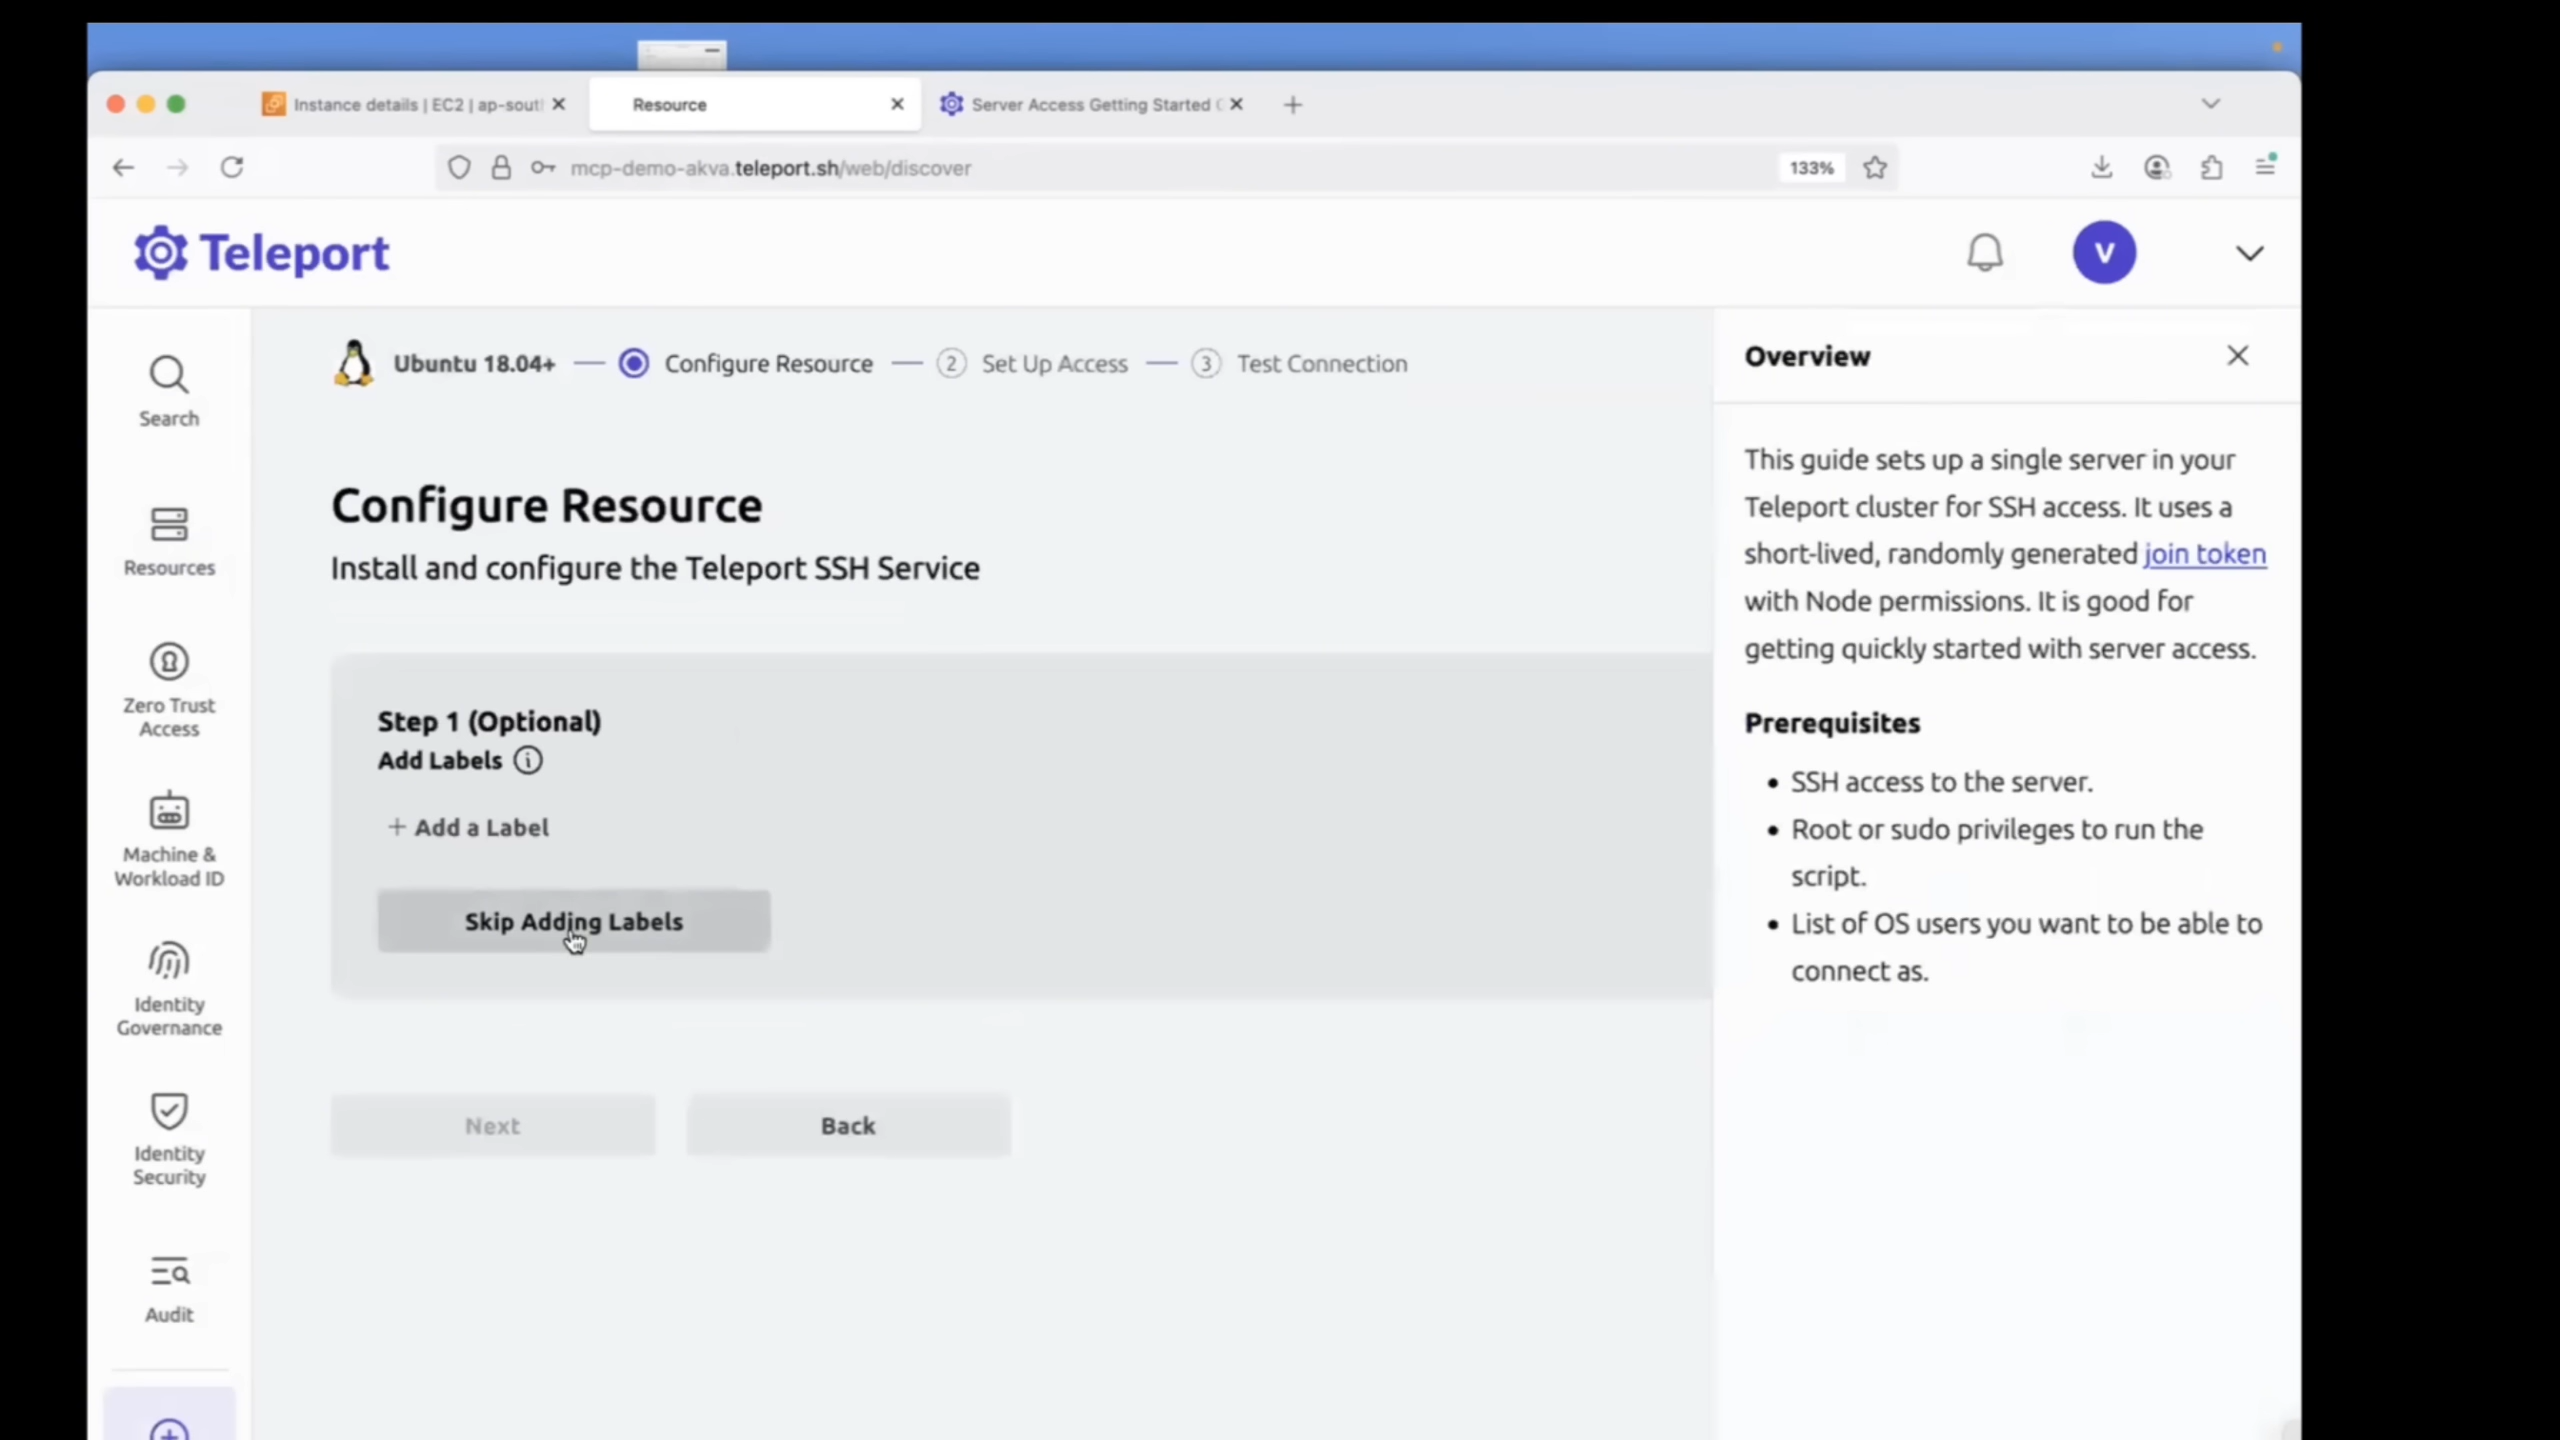 Instance details | EC2 | ap-sout
Resource
Server Access Getting Started
mcp-demo-akva.teleport.sh/web/discover
133%
Teleport
V
Search
Resources
Zero Trust
Access
Machine &
Workload ID
Identity
Governance
Identity
Security
Audit
Ubuntu 18.04+
Configure Resource
2 Set Up Access
3 Test Connection
Configure Resource
Install and configure the Teleport SSH Service
Step 1 (Optional)
Add Labels
+ Add a Label
Skip Adding Labels
Next
Back
Overview
This guide sets up a single server in your
Teleport cluster for SSH access. It uses a
short-lived, randomly generated join token
with Node permissions. It is good for
getting quickly started with server access.
Prerequisites
• SSH access to the server.
• Root or sudo privileges to run the
script.
• List of OS users you want to be able to
connect as.